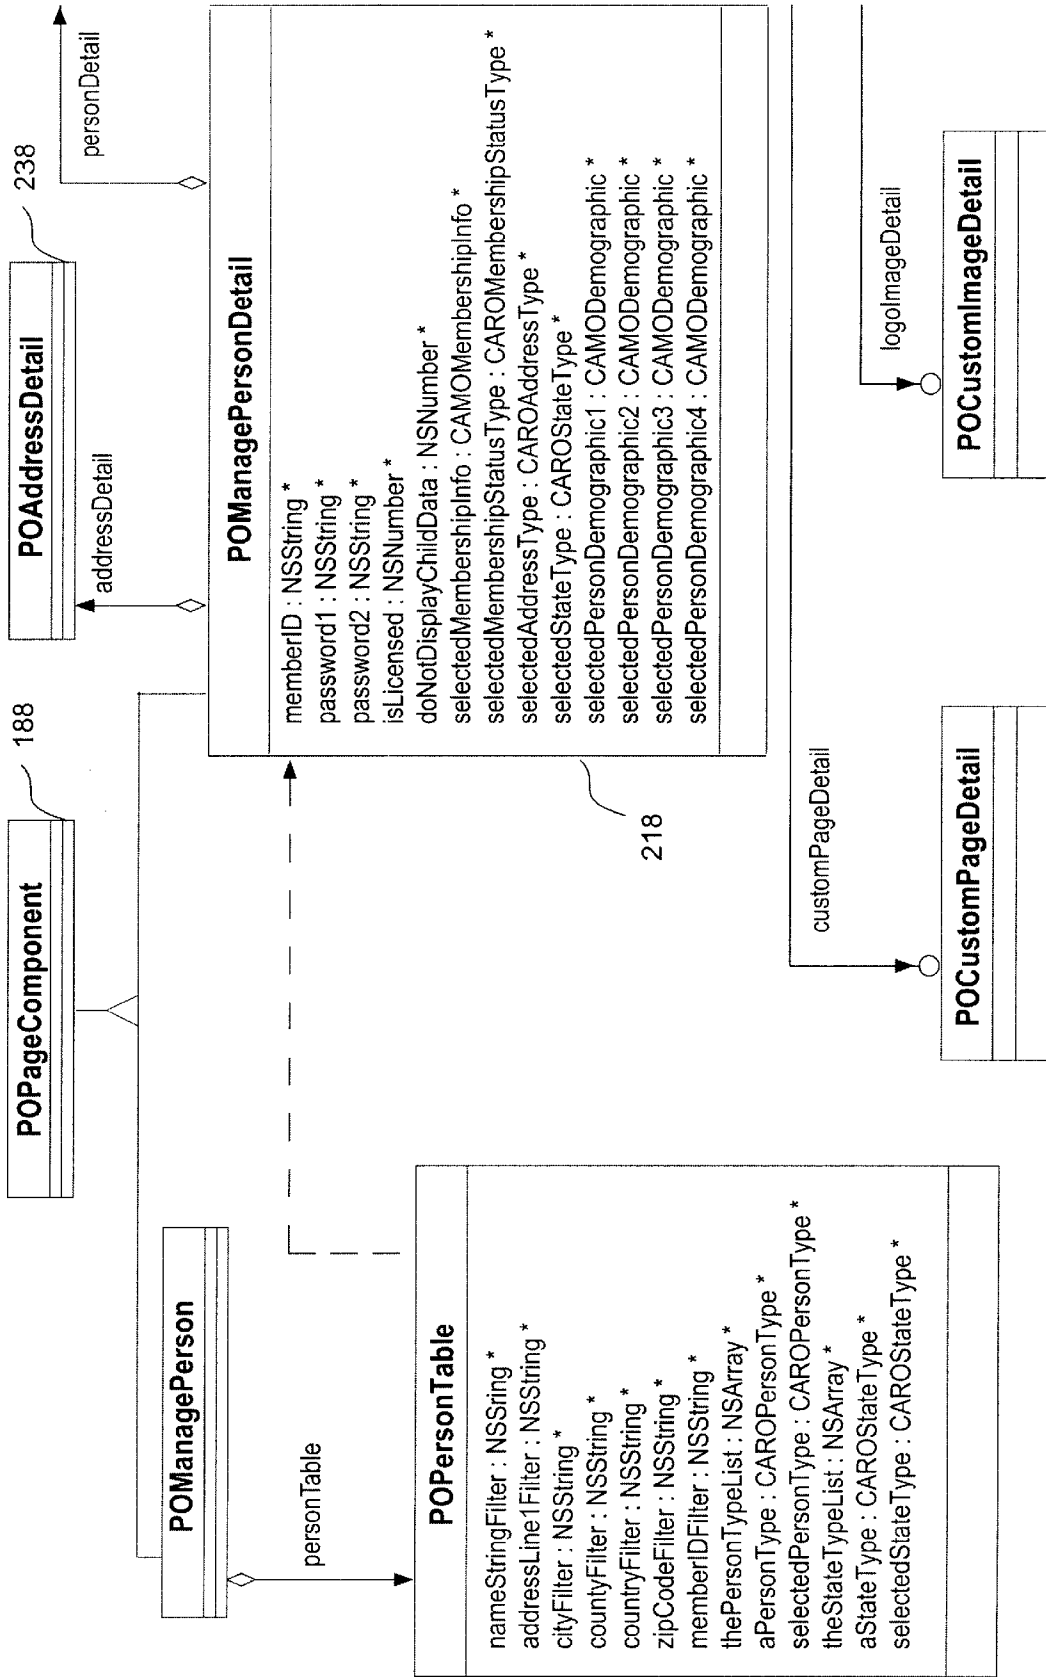 POPageComponent
188
POAddressDetail
238
personDetail
addressDetail
POManagePerson
personTable
POManagePersonDetail
memberID : NSString *
password1 : NSString *
password2 : NSString *
isLicensed : NSNumber *
doNotDisplayChildData : NSNumber *
selectedMembershipInfo : CAMOMembershipInfo *
selectedMembershipStatusType : CAROMembershipStatusType *
selectedAddressType : CAROAddressType *
selectedStateType : CAROStateType *
selectedPersonDemographic1 : CAMODemographic *
selectedPersonDemographic2 : CAMODemographic *
selectedPersonDemographic3 : CAMODemographic *
selectedPersonDemographic4 : CAMODemographic *
218
POPersonTable
nameStringFilter : NSSring *
addressLine1Filter : NSString *
cityFilter : NSString *
countyFilter : NSString *
countryFilter : NSString *
zipCodeFilter : NSString *
memberIDFilter : NSString *
thePersonTypeList : NSArray *
aPersonType : CAROPersonType *
selectedPersonType : CAROPersonType *
theStateTypeList : NSArray *
aStateType : CAROStateType *
selectedStateType : CAROStateType *
customPageDetail
logoImageDetail
POCustomPageDetail
POCustomImageDetail